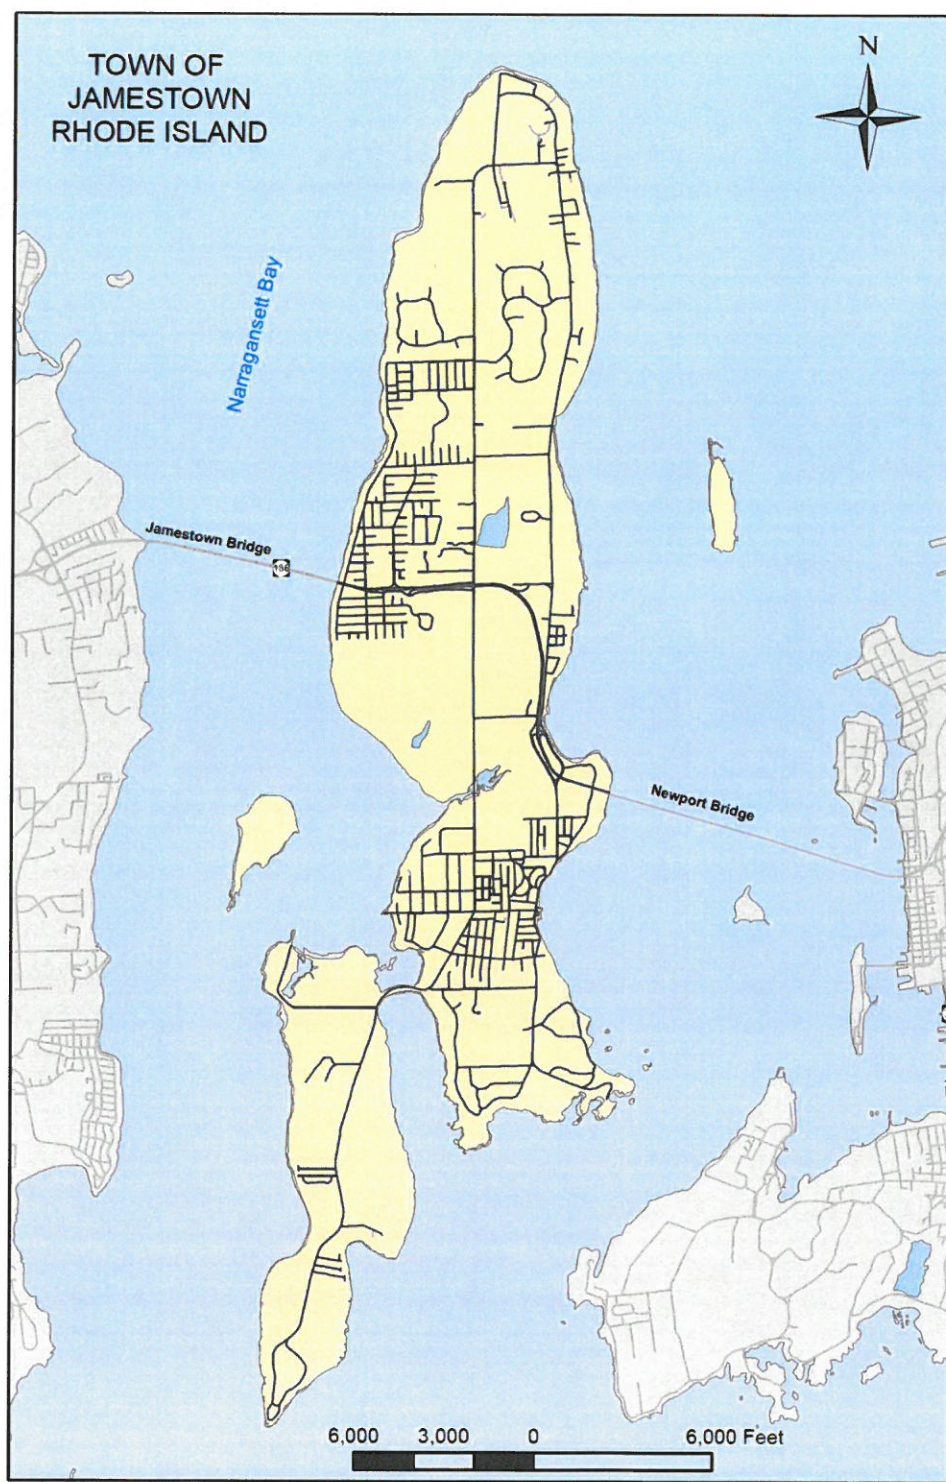 TOWN OF
JAMESTOWN
RHODE ISLAND
N
Narragansett Bay
Jamestown Bridge
Newport Bridge
6,000 3,000 0 6,000 Feet